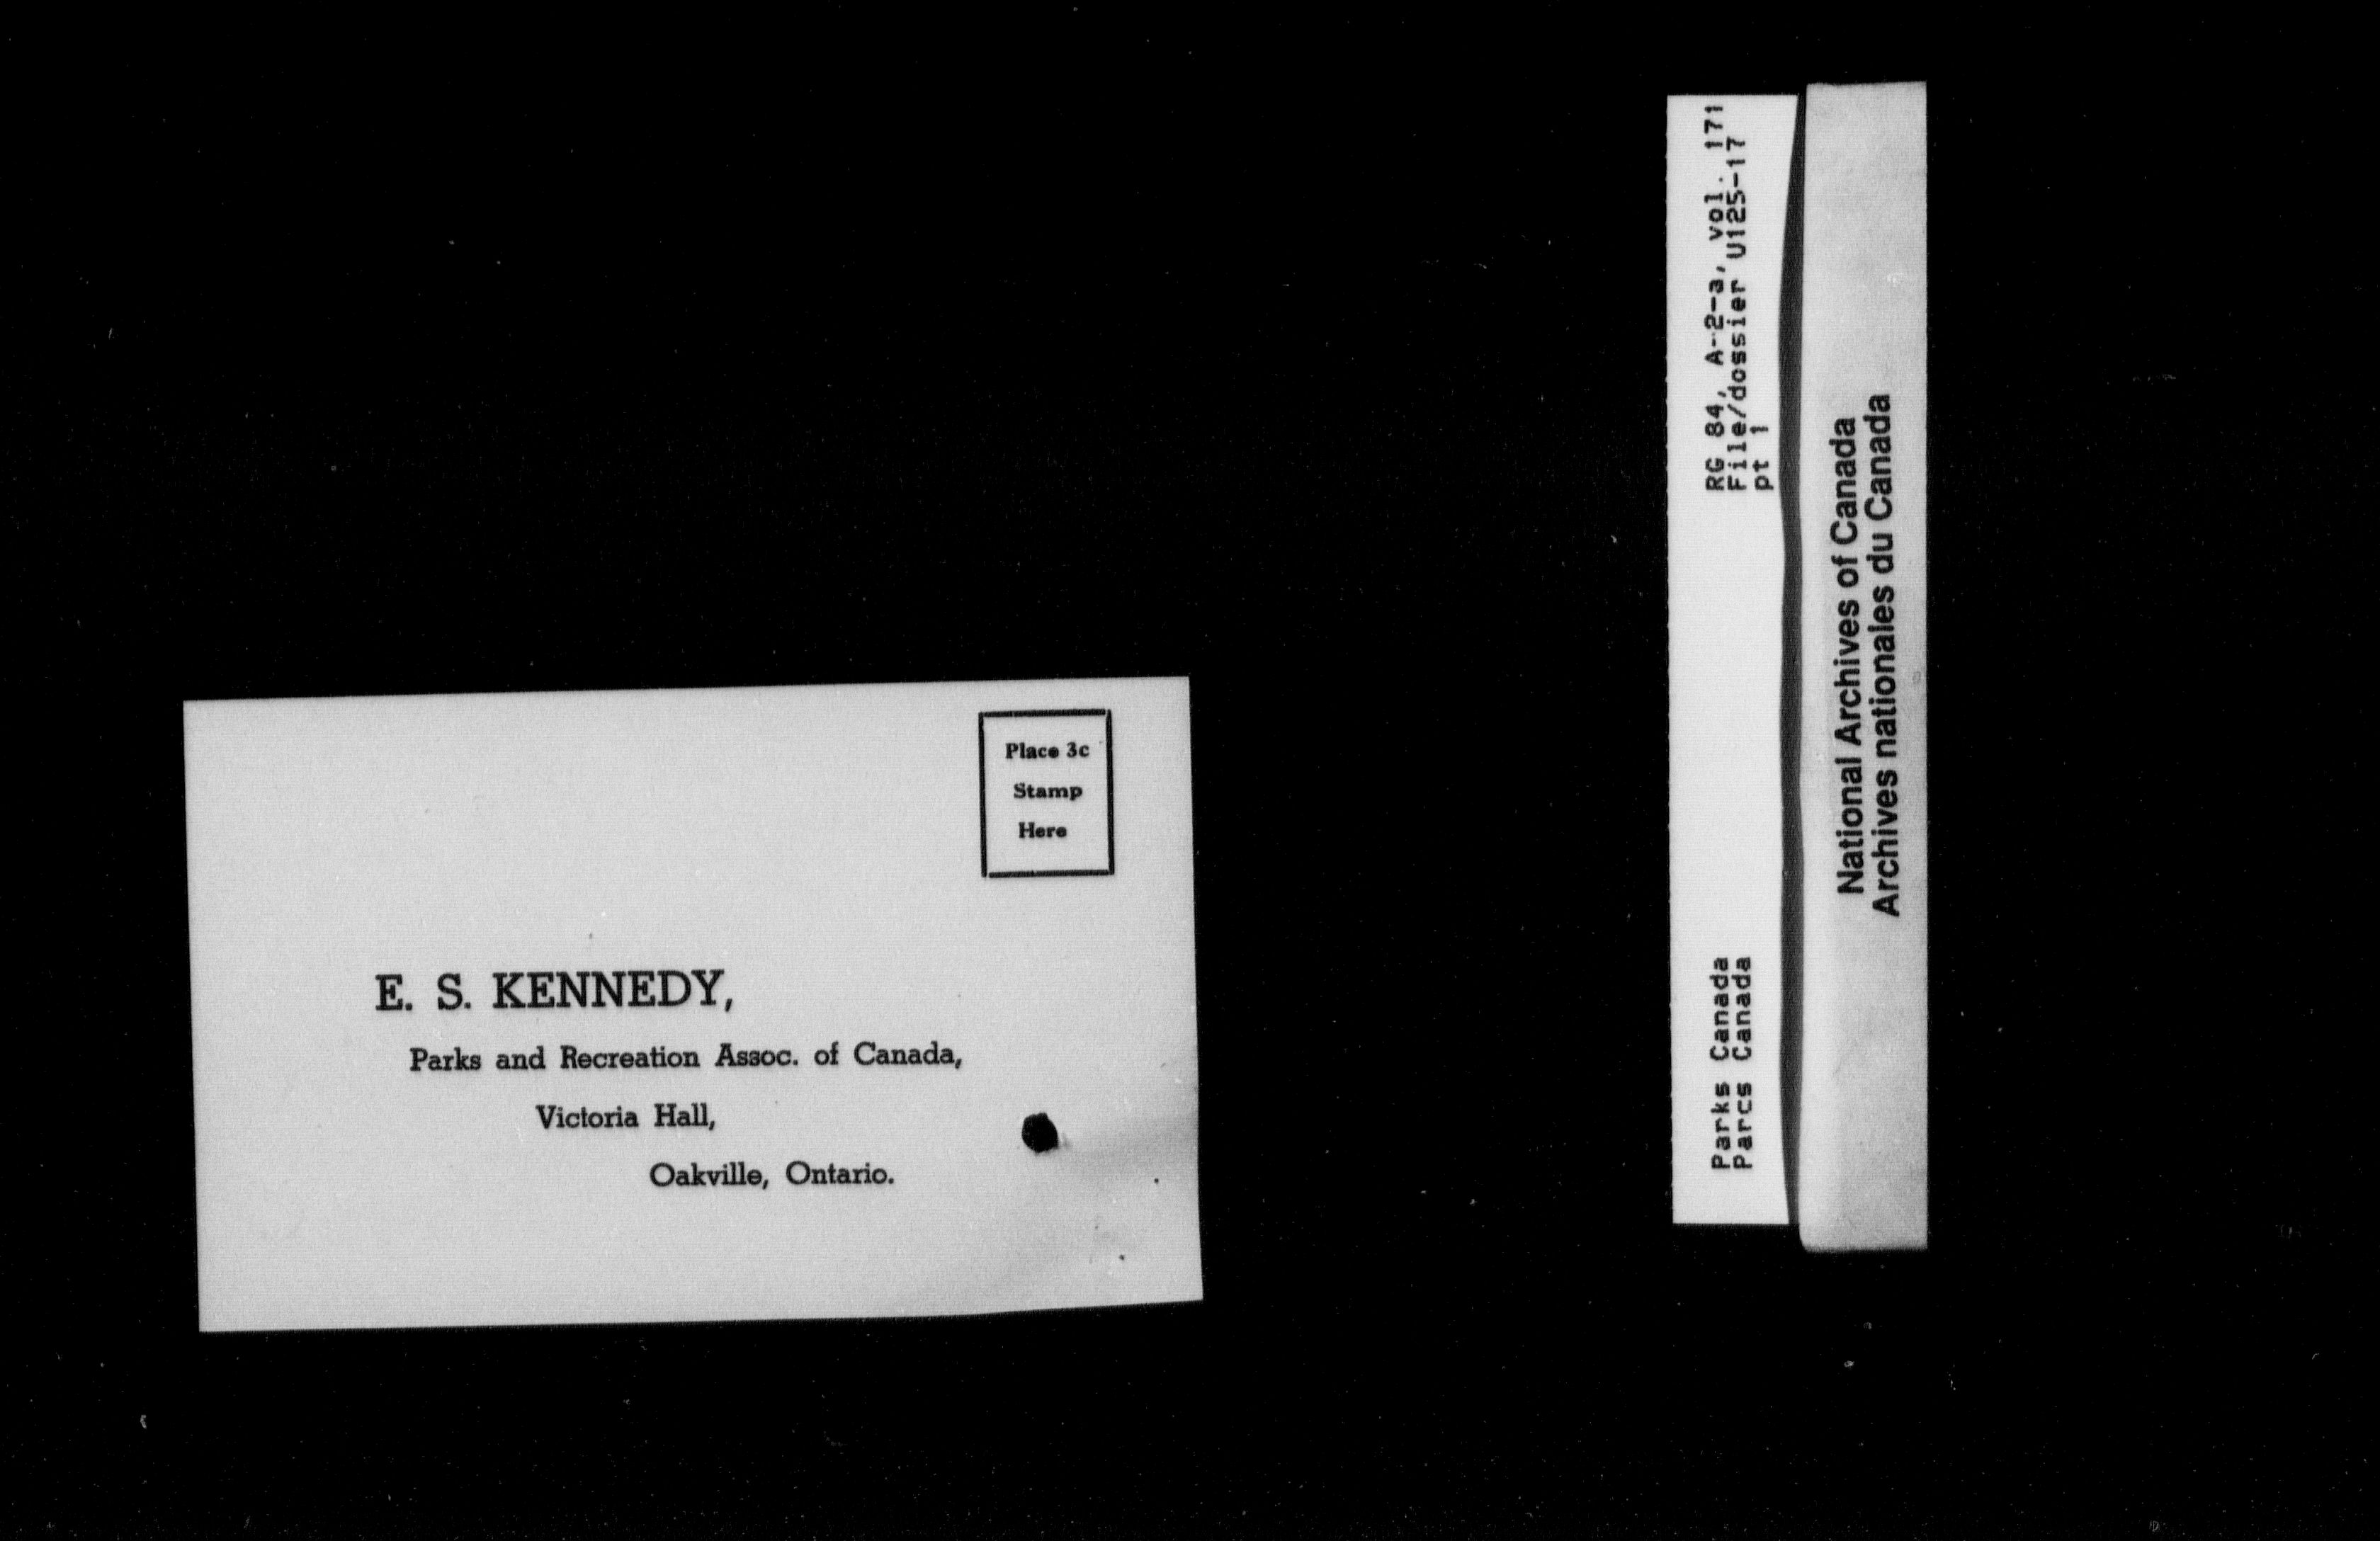 Place 3c
Stamp
Here
E. S. KENNEDY,
Parks and Recreation Assoc. of Canada,
Victoria Hall,
Oakville, Ontario.
RG 84, A-2-a, vol. 171
File/dossier U125-17
pt 1
Parks Canada
Parcs Canada
National Archives of Canada
Archives nationales du Canada